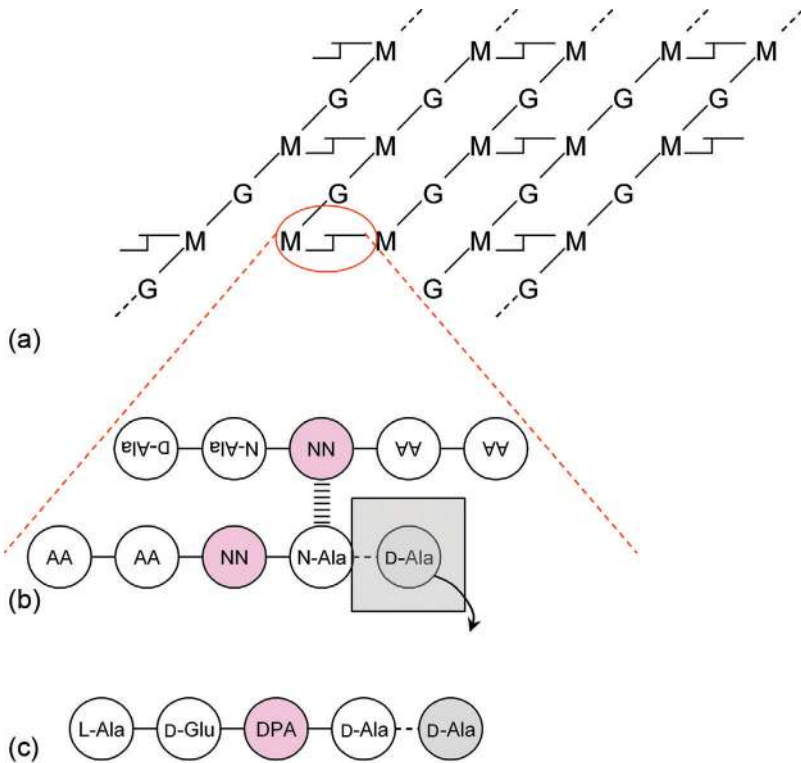 M M M M M
G G G G G
M M M M M
G G G G G
M M M M M
G G G
(a)
D-Ala N-Ala NN AA AA
AA AA NN N-Ala D-Ala
(b)
L-Ala D-Glu DPA D-Ala D-Ala
(c)